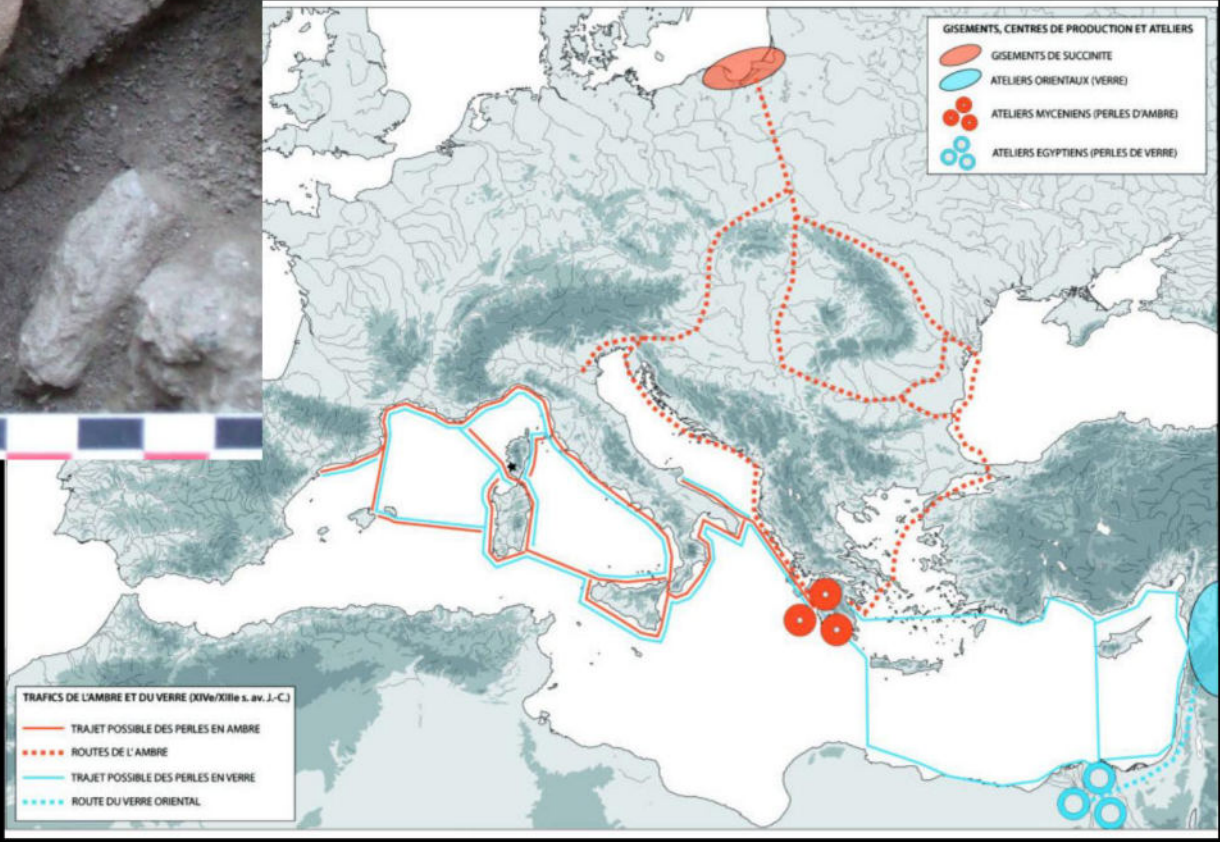 GISEMENTS, CENTRES DE PRODUCTION ET ATELIERS
GISEMENTS DE SUCCINITE
ATELIERS ORIENTAUX (VERRE)
ATELIERS MYCENIENS (PERLES D'AMBRE)
ATELIERS EGYPTIENS (PERLES DE VERRE)
TRAFICS DE L'AMBRE ET DU VERRE (XIVe/XIIIe s. av. J.-C.)
TRAJET POSSIBLE DES PERLES EN AMBRE
ROUTES DE L' AMBRE
TRAJET POSSIBLE DES PERLES EN VERRE
ROUTE DU VERRE ORIENTAL